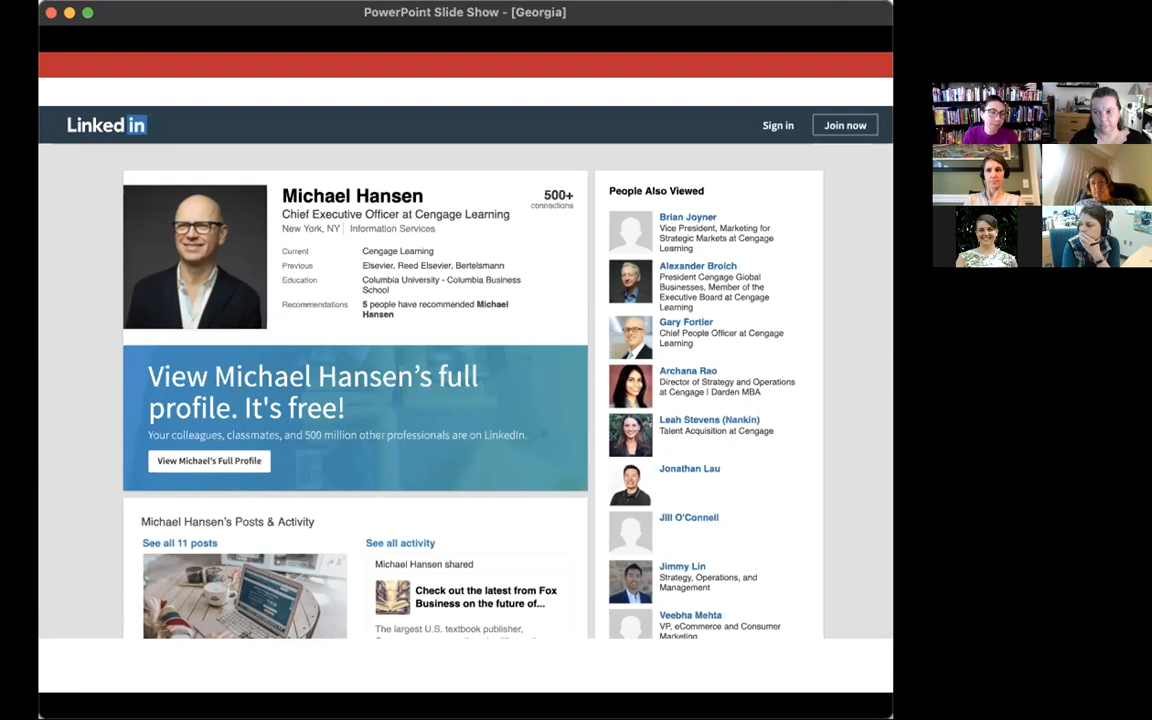 PowerPoint Slide Show - [Georgia]
Linked in
Sign in
Join now
Michael Hansen
500+
connections
Chief Executive Officer at Cengage Learning
New York, NY | Information Services
Current Cengage Learning
Previous Elsevier, Reed Elsevier, Bertelsmann
Education Columbia University - Columbia Business
School
Recommendations 5 people have recommended Michael
Hansen
View Michael Hansen's full
profile. It's free!
Your colleagues, classmates, and 500 million other professionals are on LinkedIn.
View Michael's Full Profile
Michael Hansen's Posts & Activity
See all 11 posts
See all activity
Michael Hansen shared
Check out the latest from Fox
Business on the future of...
The largest U.S. textbook publisher,
People Also Viewed
Brian Joyner
Vice President, Marketing for
Strategic Markets at Cengage
Learning
Alexander Broich
President Cengage Global
Businesses, Member of the
Executive Board at Cengage
Learning
Gary Fortier
Chief People Officer at Cengage
Learning
Archana Rao
Director of Strategy and Operations
at Cengage | Darden MBA
Leah Stevens (Nankin)
Talent Acquisition at Cengage
Jonathan Lau
Jill O'Connell
Jimmy Lin
Strategy, Operations, and
Management
Veebha Mehta
VP, eCommerce and Consumer
Marketing